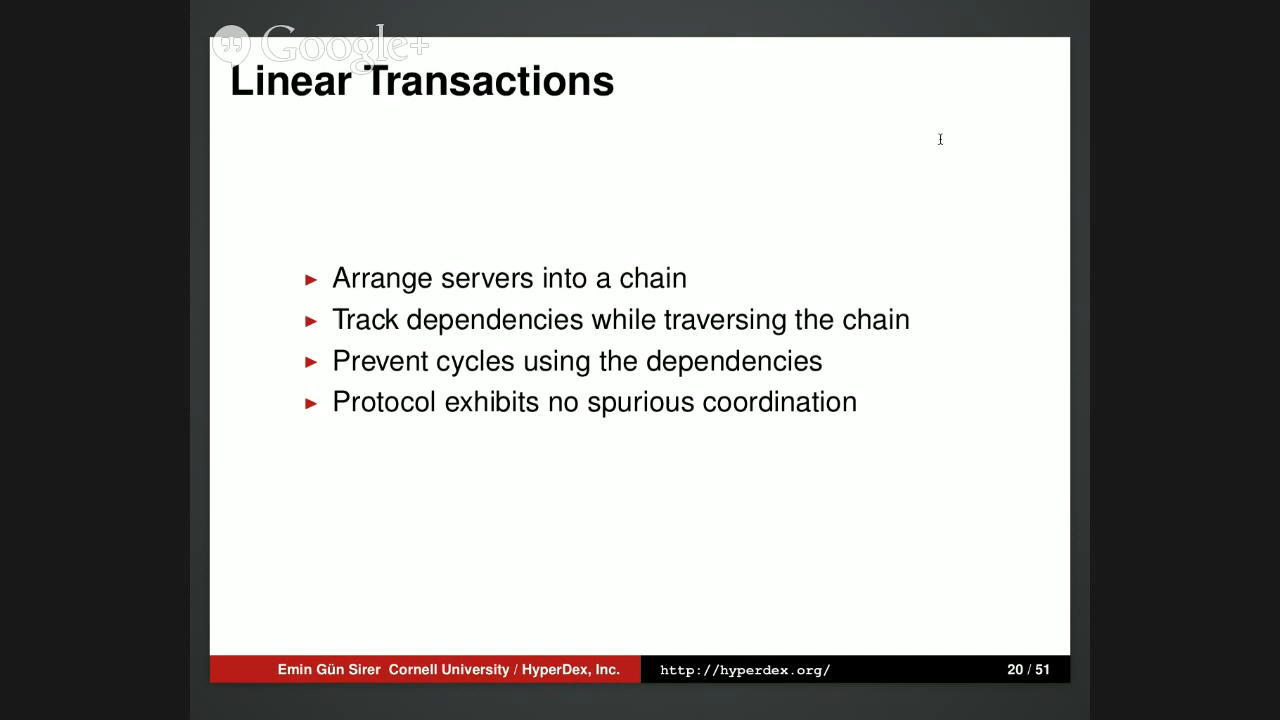 Google+
Linear Transactions
Arrange servers into a chain
Track dependencies while traversing the chain
Prevent cycles using the dependencies
Protocol exhibits no spurious coordination
Emin Gün Sirer Cornell University / HyperDex, Inc. http://hyperdex.org/ 20 / 51